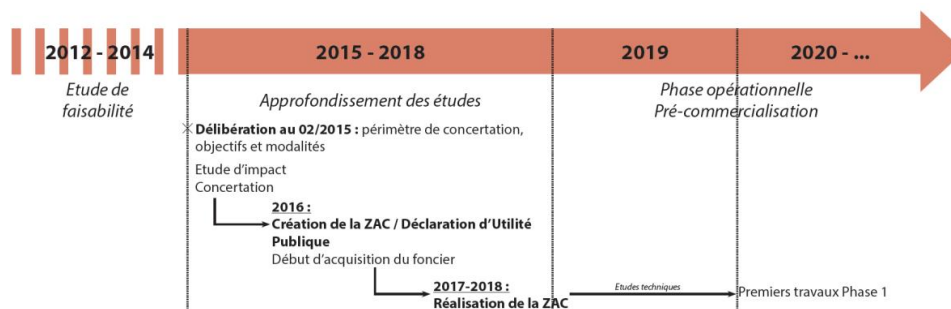 2012 - 2014
2015 - 2018
2019
2020 - ...
Etude de
faisabilité
Approfondissement des études
Phase opérationnelle
Pré-commercialisation
Délibération au 02/2015 : périmètre de concertation,
objectifs et modalités
Etude d'impact
Concertation
2016 :
Création de la ZAC / Déclaration d'Utilité
Publique
Début d'acquisition du foncier
2017-2018 :
Réalisation de la ZAC
Etudes techniques
Premiers travaux Phase 1